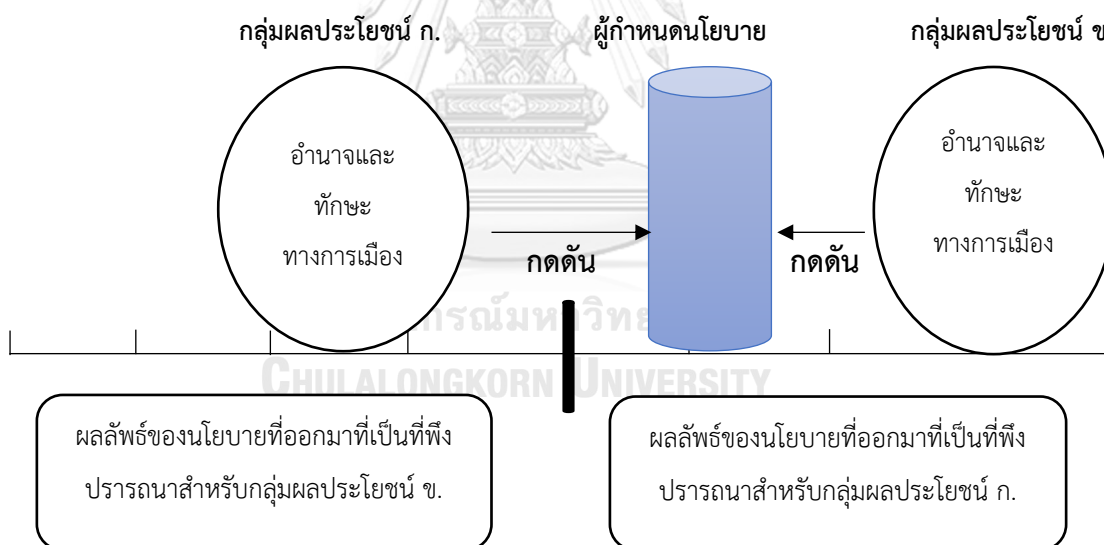 กลุ่มผลประโยชน์ ก.
ผู้กำหนดนโยบาย
กลุ่มผลประโยชน์ ข
อำนาจและ
ทักษะ
ทางการเมือง
อำนาจและ
ทักษะ
ทางการเมือง
กดดัน
กดดัน
CHULALONGKORN UNIVERSITY
ผลลัพธ์ของนโยบายที่ออกมาที่เป็นที่พึง
ปรารถนาสำหรับกลุ่มผลประโยชน์ ข.
ผลลัพธ์ของนโยบายที่ออกมาที่เป็นที่พึง
ปรารถนาสำหรับกลุ่มผลประโยชน์ ก.